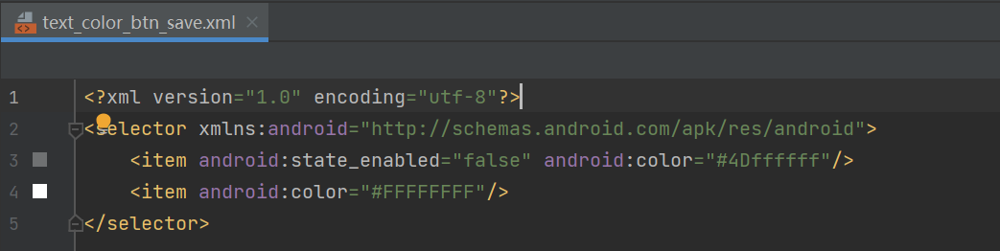 text_color_btn_save.xml
1 <?xml version="1.0" encoding="utf-8"?>
2 <selector xmlns:android="http://schemas.android.com/apk/res/android">
3 <item android:state_enabled="false" android:color="#4Dffffff"/>
4 <item android:color="#FFFFFFFF"/>
5 </selector>